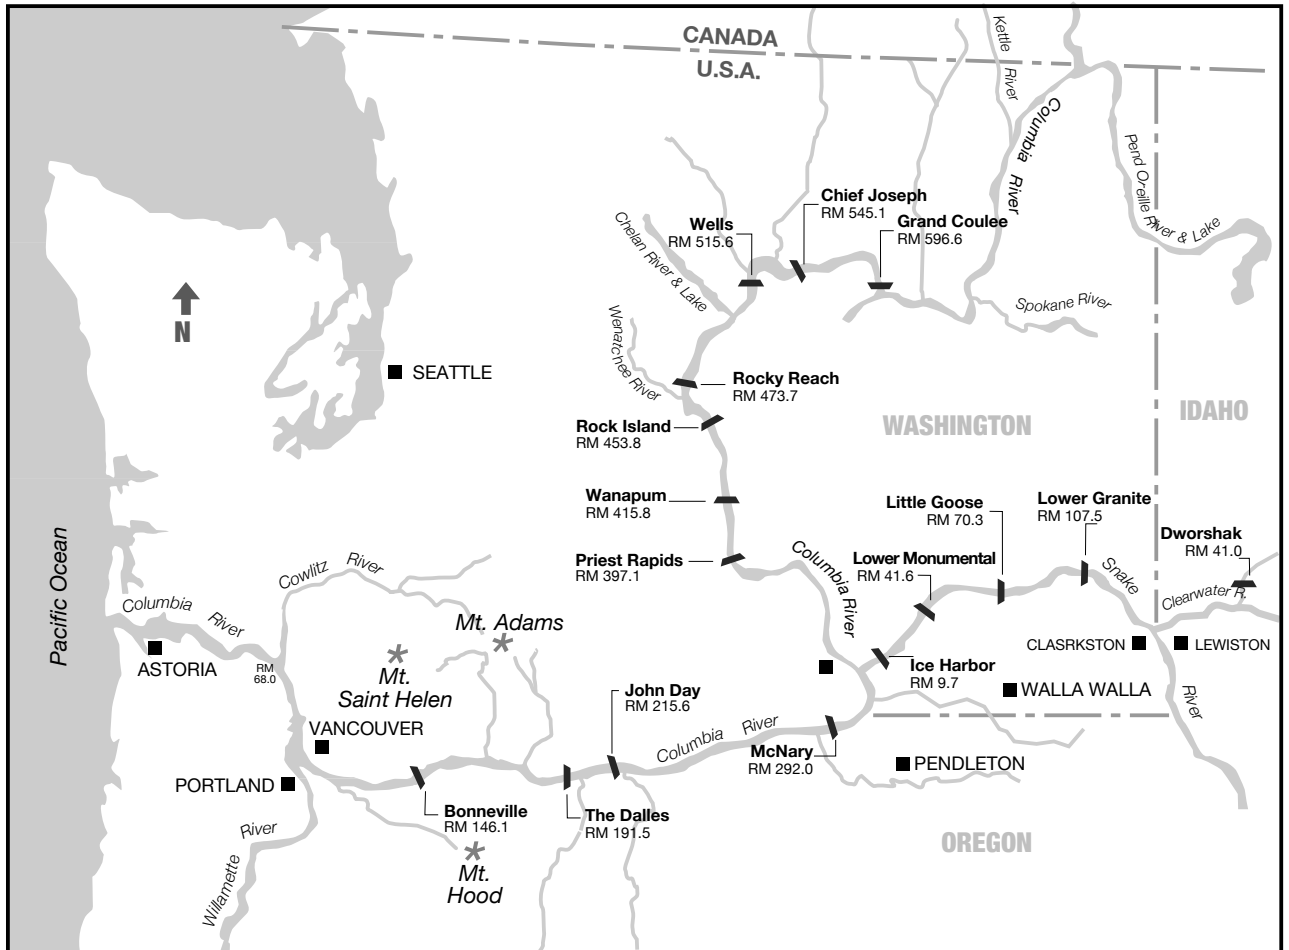 CANADA
U.S.A.
Kettle River
Columbia River
Pend Oreille River & Lake
Chief Joseph
RM 545.1
Wells
RM 515.6
Grand Coulee
RM 596.6
Chelan River & Lake
Spokane River
N
Wenatchee River
SEATTLE
Rocky Reach
RM 473.7
Rock Island
RM 453.8
WASHINGTON
IDAHO
Wanapum
RM 415.8
Little Goose
RM 70.3
Lower Granite
RM 107.5
Dworshak
RM 41.0
Pacific Ocean
Priest Rapids
RM 397.1
Columbia River
Lower Monumental
RM 41.6
Snake
Clearwater R.
Cowlitz River
Columbia River
Mt. Adams
ASTORIA
RM
68.0
Mt.
Saint Helen
CLASRKSTON
LEWISTON
Ice Harbor
RM 9.7
WALLA WALLA
River
John Day
RM 215.6
VANCOUVER
Columbia River
McNary
RM 292.0
PENDLETON
PORTLAND
Bonneville
RM 146.1
The Dalles
RM 191.5
OREGON
Willamette River
Mt.
Hood